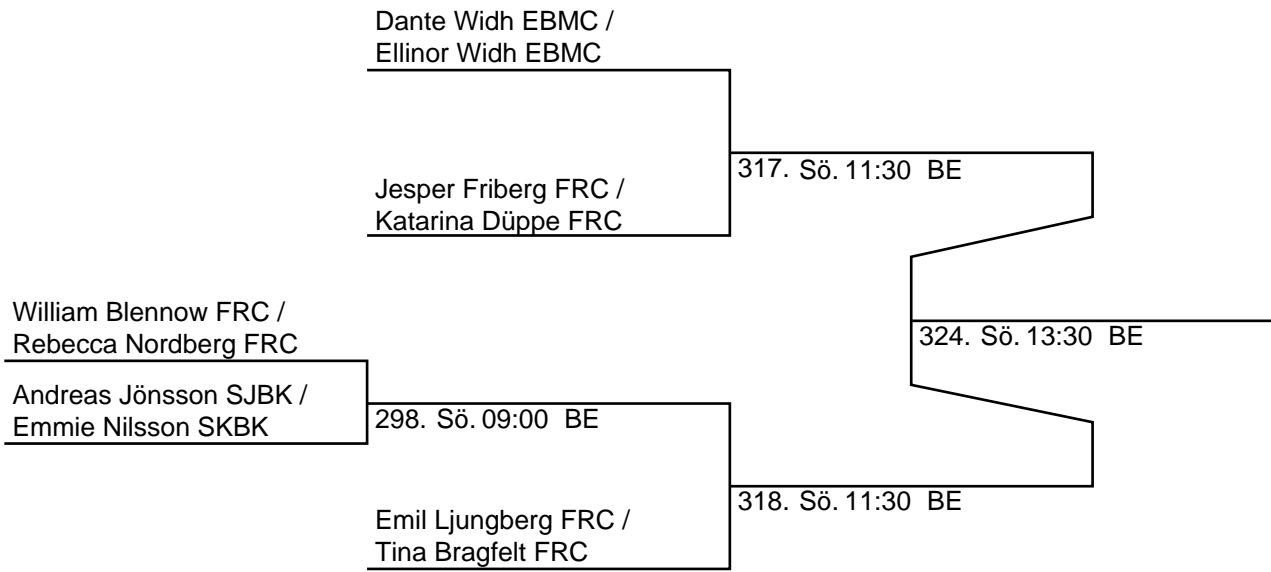 Dante Widh EBMC /
Ellinor Widh EBMC
317. Sö. 11:30 BE
Jesper Friberg FRC /
Katarina Düppe FRC
William Blennow FRC /
Rebecca Nordberg FRC
324. Sö. 13:30 BE
Andreas Jönsson SJBK /
Emmie Nilsson SKBK
298. Sö. 09:00 BE
318. Sö. 11:30 BE
Emil Ljungberg FRC /
Tina Bragfelt FRC